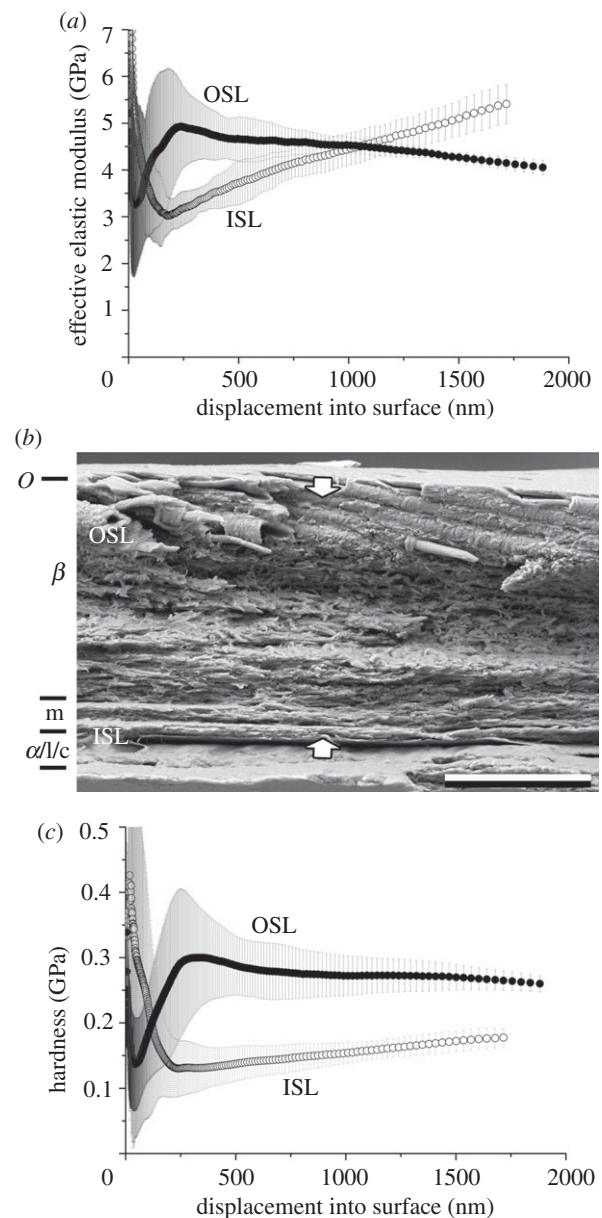 (a)
7
6
5
4
3
2
1
0
500
1000
1500
2000
effective elastic modulus (GPa)
OSL
ISL
displacement into surface (nm)
(b)
O
OSL
β
m
ISL
α/l/c
(c)
0.5
0.4
0.3
0.2
0.1
0
500
1000
1500
2000
hardness (GPa)
OSL
ISL
displacement into surface (nm)